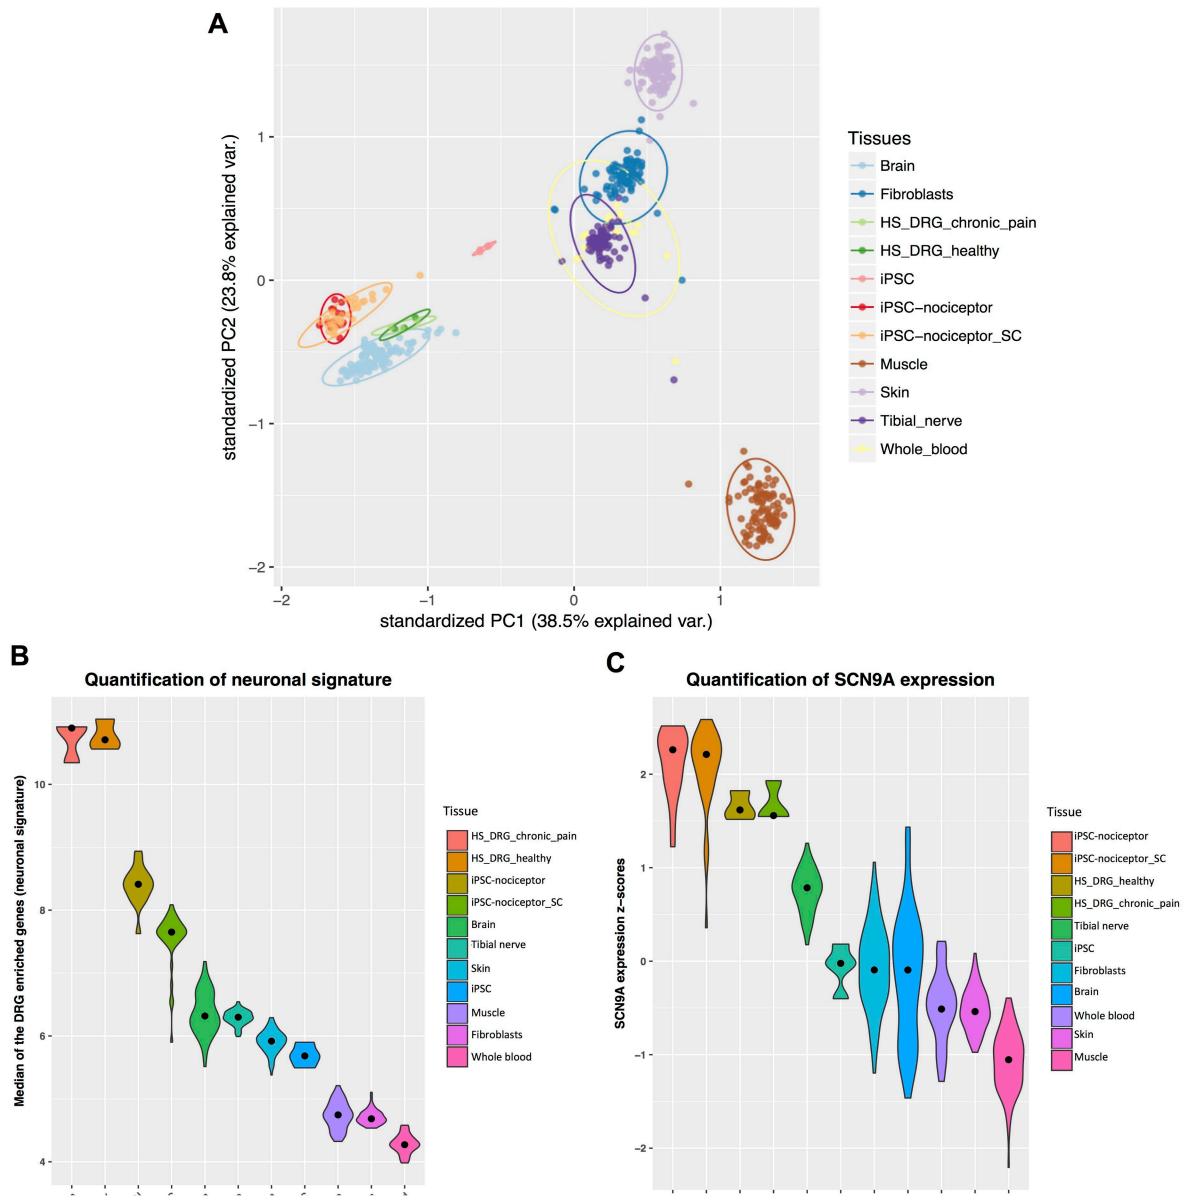 A
1
0
−1
−2
standardized PC2 (23.8% explained var.)
−2
−1
0
1
standardized PC1 (38.5% explained var.)
Tissues
Brain
Fibroblasts
HS_DRG_chronic_pain
HS_DRG_healthy
iPSC
iPSC−nociceptor
iPSC−nociceptor_SC
Muscle
Skin
Tibial_nerve
Whole_blood
B
Quantification of neuronal signature
Median of the DRG enriched genes (neuronal signature)
10
8
6
4
Tissue
HS_DRG_chronic_pain
HS_DRG_healthy
iPSC-nociceptor
iPSC-nociceptor_SC
Brain
Tibial nerve
Skin
iPSC
Muscle
Fibroblasts
Whole blood
C
Quantification of SCN9A expression
SCN9A expression z−scores
2
1
0
−1
−2
Tissue
iPSC-nociceptor
iPSC-nociceptor_SC
HS_DRG_healthy
HS_DRG_chronic_pain
Tibial nerve
iPSC
Fibroblasts
Brain
Whole blood
Skin
Muscle